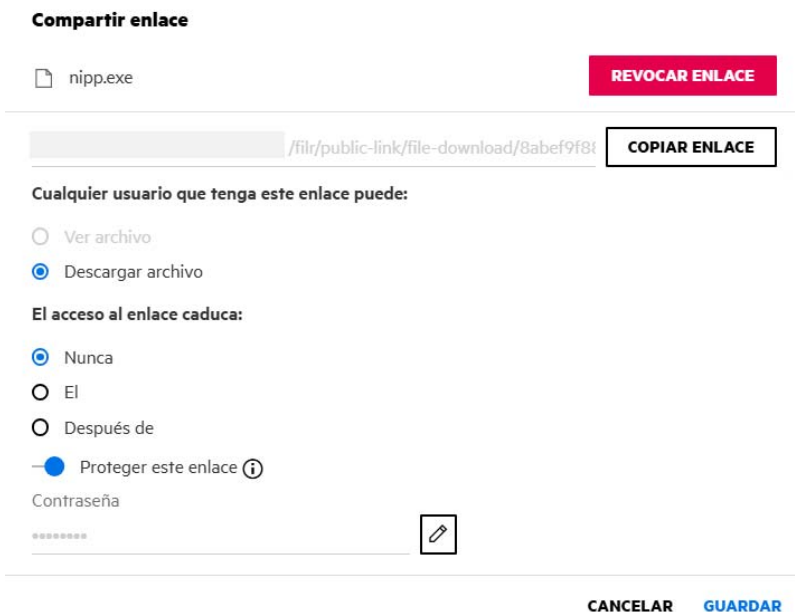 Compartir enlace
nipp.exe
REVOCAR ENLACE
/filr/public-link/file-download/8abef9f88
COPIAR ENLACE
Cualquier usuario que tenga este enlace puede:
Ver archivo
Descargar archivo
El acceso al enlace caduca:
Nunca
El
Después de
Proteger este enlace
Contraseña
CANCELAR GUARDAR